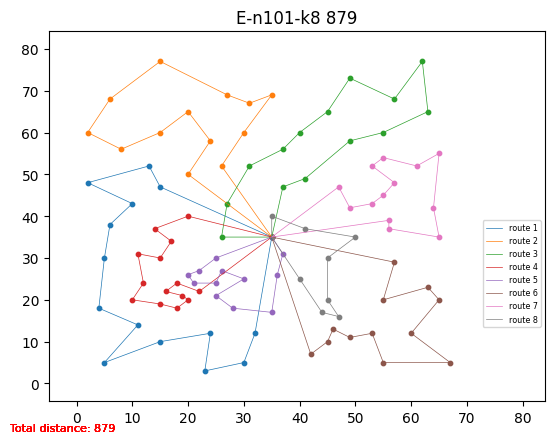 E-n101-k8 879
80
70
60
50
40
30
20
10
0
route 1
route 2
route 3
route 4
route 5
route 6
route 7
route 8
0 10 20 30 40 50 60 70 80
Total distance: 879